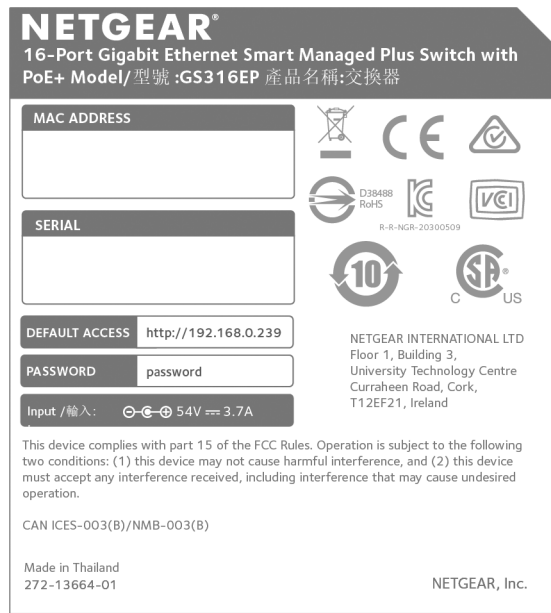 NETGEAR®
16-Port Gigabit Ethernet Smart Managed Plus Switch with
PoE+ Model/型號 :GS316EP 產品名稱:交換器
MAC ADDRESS
SERIAL
DEFAULT ACCESS http://192.168.0.239
PASSWORD password
Input /輸入: 54V 3.7A
CE
D38488
RoHS
R-R-NGR-20300509
VCI
10
SA®
C US
NETGEAR INTERNATIONAL LTD
Floor 1, Building 3,
University Technology Centre
Curraheen Road, Cork,
T12EF21, Ireland
This device complies with part 15 of the FCC Rules. Operation is subject to the following
two conditions: (1) this device may not cause harmful interference, and (2) this device
must accept any interference received, including interference that may cause undesired
operation.
CAN ICES-003(B)/NMB-003(B)
Made in Thailand
272-13664-01
NETGEAR, Inc.